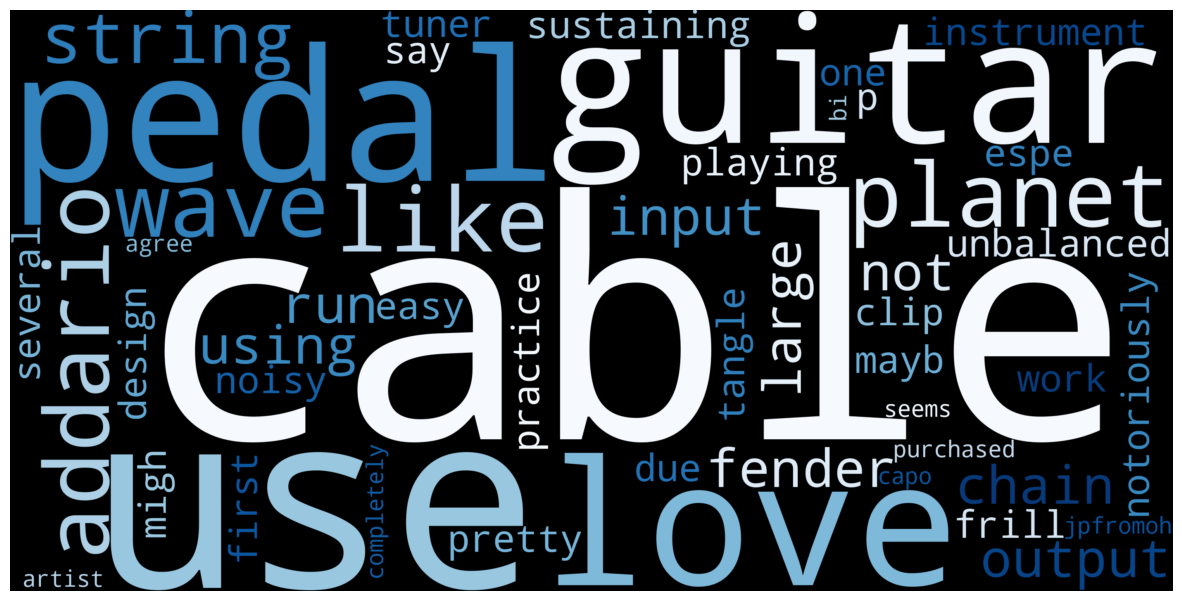 string
tuner
say
sustaining
instrument
pedal
guitar
one
bi
p
espe
playing
planet
addario
wave
like
input
unbalanced
several
agree
cable
large
not
practice
design
run
easy
using
noisy
tangle
clip
mayb
work
notoriously
seems
use
love
fender
due
purchased
capo
chain
migh
first
completely
pretty
frill
jpfromoh
output
artist